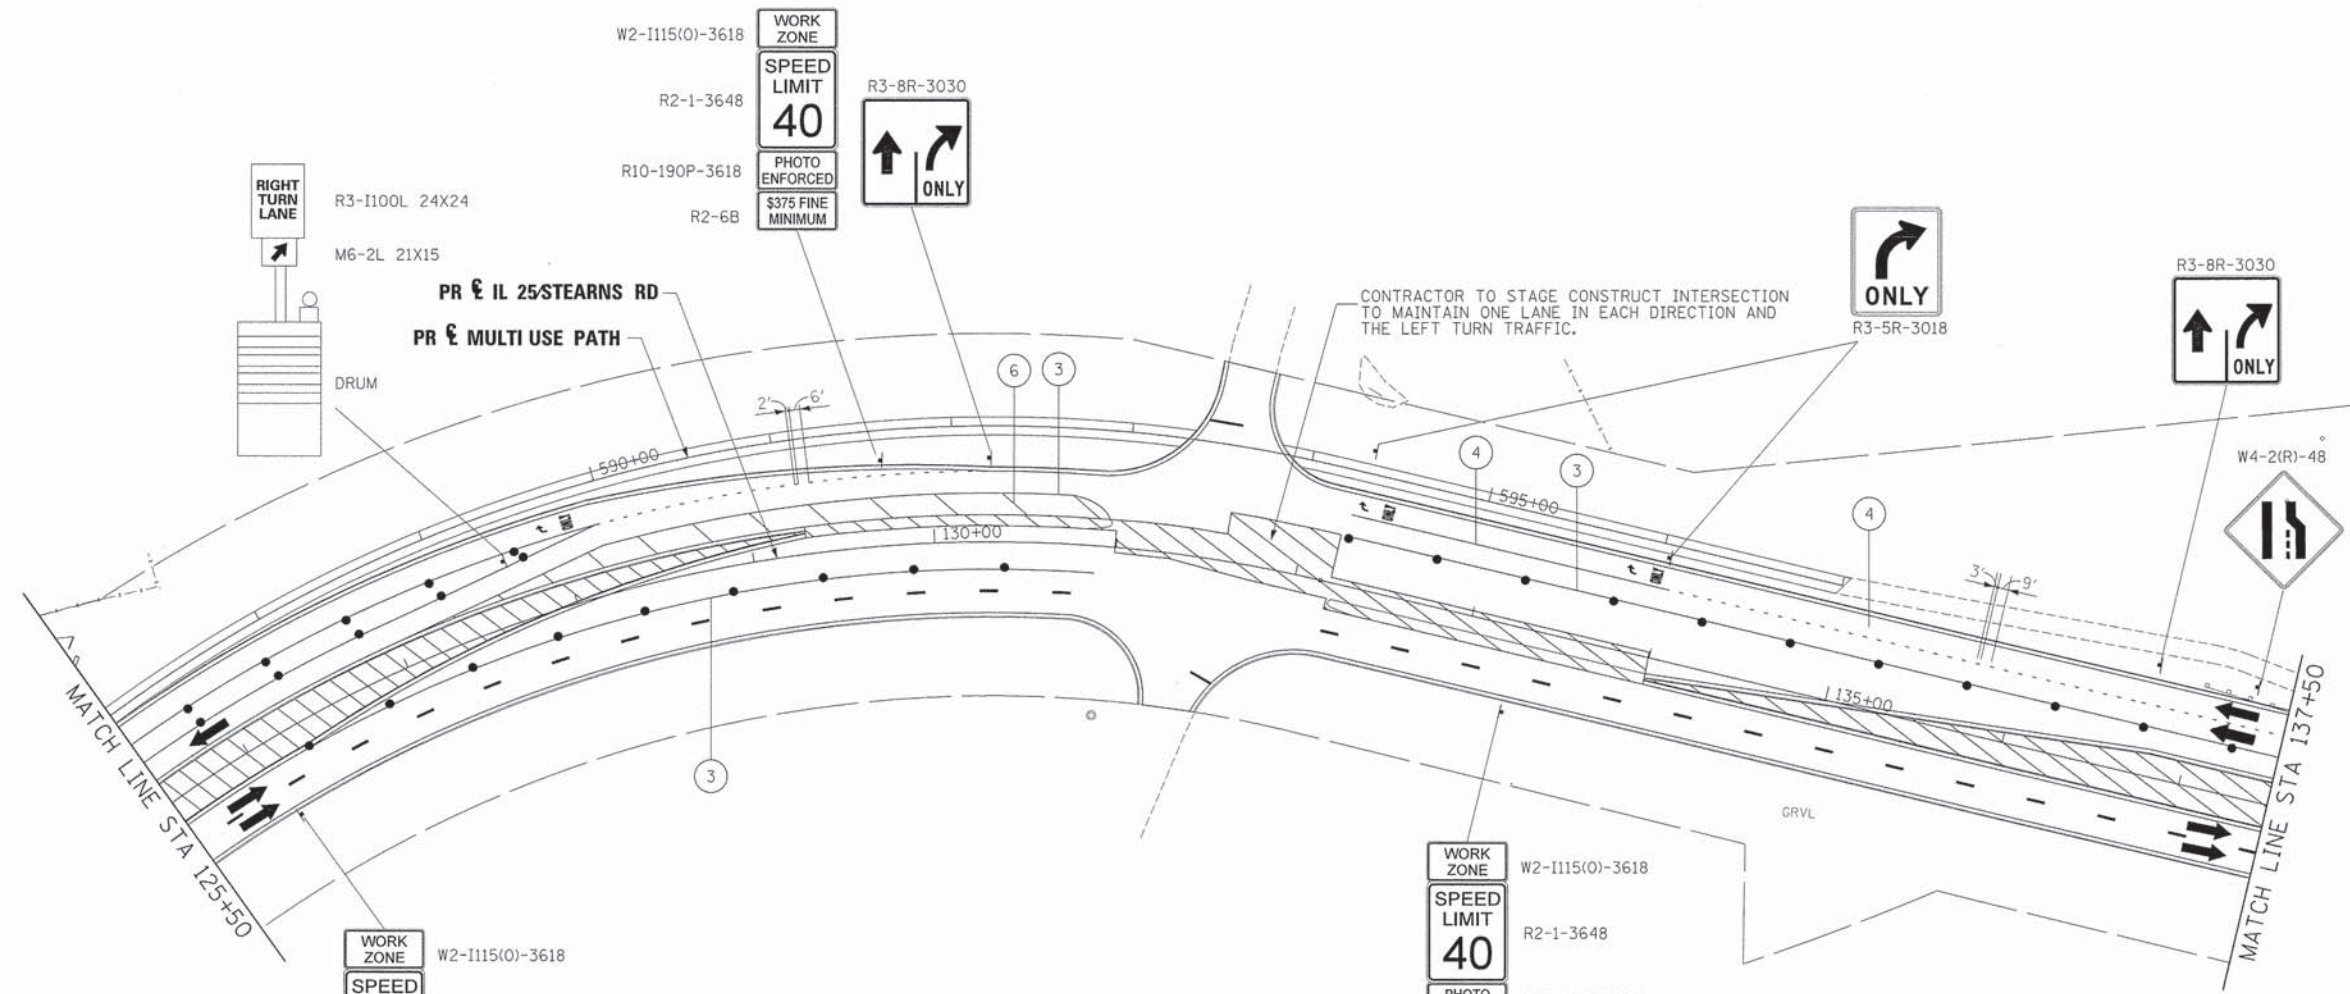 W2-I115(O)-3618
WORK
ZONE
R2-1-3648
SPEED
LIMIT
40
R10-190P-3618
PHOTO
ENFORCED
R2-6B
$375 FINE
MINIMUM
R3-8R-3030
ONLY
RIGHT
TURN
LANE
R3-I100L 24X24
M6-2L 21X15
DRUM
PR ℄ IL 25/STEARNS RD
PR ℄ MULTI USE PATH
CONTRACTOR TO STAGE CONSTRUCT INTERSECTION
TO MAINTAIN ONE LANE IN EACH DIRECTION AND
THE LEFT TURN TRAFFIC.
ONLY
R3-5R-3018
R3-8R-3030
ONLY
W4-2(R)-48
6
3
2'
6'
590+00
130+00
4
3
595+00
4
3'
9'
ONLY
ONLY
ONLY
135+00
3
GRVL
MATCH LINE STA 125+50
MATCH LINE STA 137+50
WORK
ZONE
W2-I115(O)-3618
SPEED
WORK
ZONE
W2-I115(O)-3618
SPEED
LIMIT
40
R2-1-3648
PHOTO